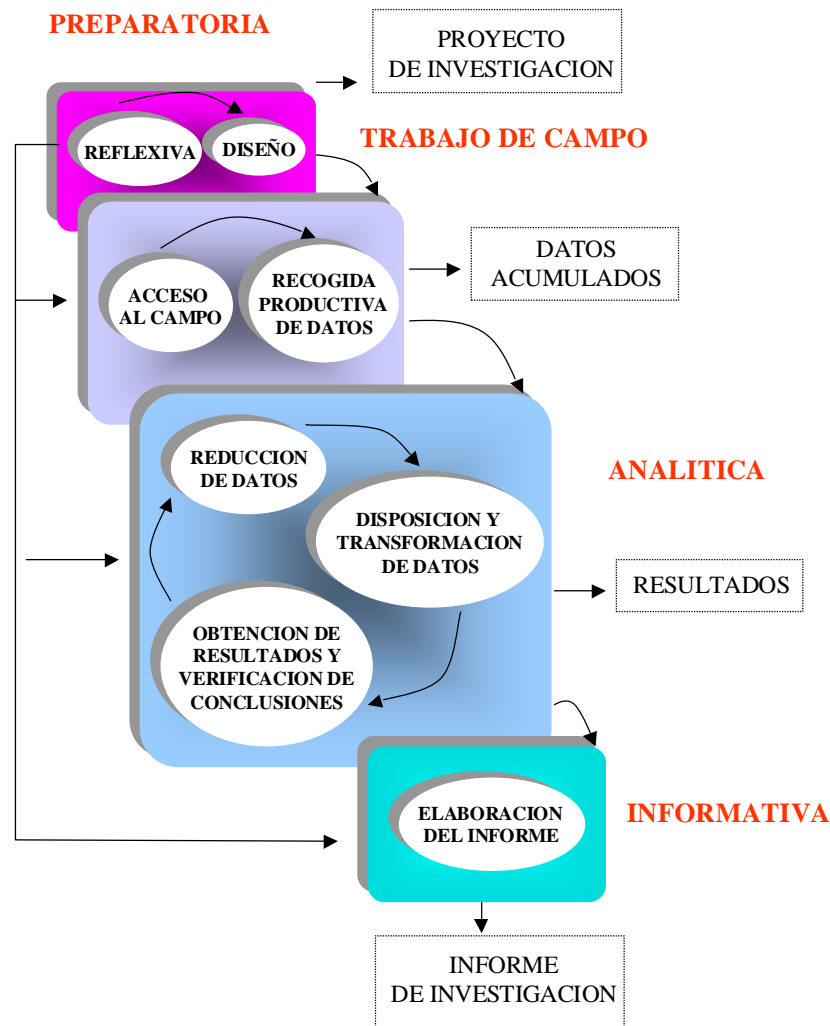 PREPARATORIA
PROYECTO
DE INVESTIGACION
TRABAJO DE CAMPO
REFLEXIVA
DISEÑO
DATOS
ACUMULADOS
ACCESO
AL CAMPO
RECOGIDA
PRODUCTIVA
DE DATOS
ANALITICA
REDUCCION
DE DATOS
DISPOSICION Y
TRANSFORMACION
DE DATOS
RESULTADOS
OBTENCION DE
RESULTADOS Y
VERIFICACION DE
CONCLUSIONES
INFORMATIVA
ELABORACION
DEL INFORME
INFORME
DE INVESTIGACION